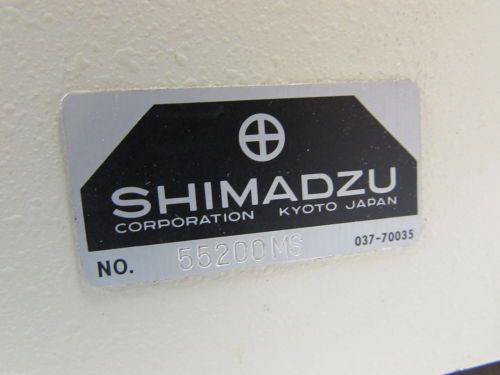 SHIMADZU
CORPORATION KYOTO JAPAN
NO. 55200MS 037-70035